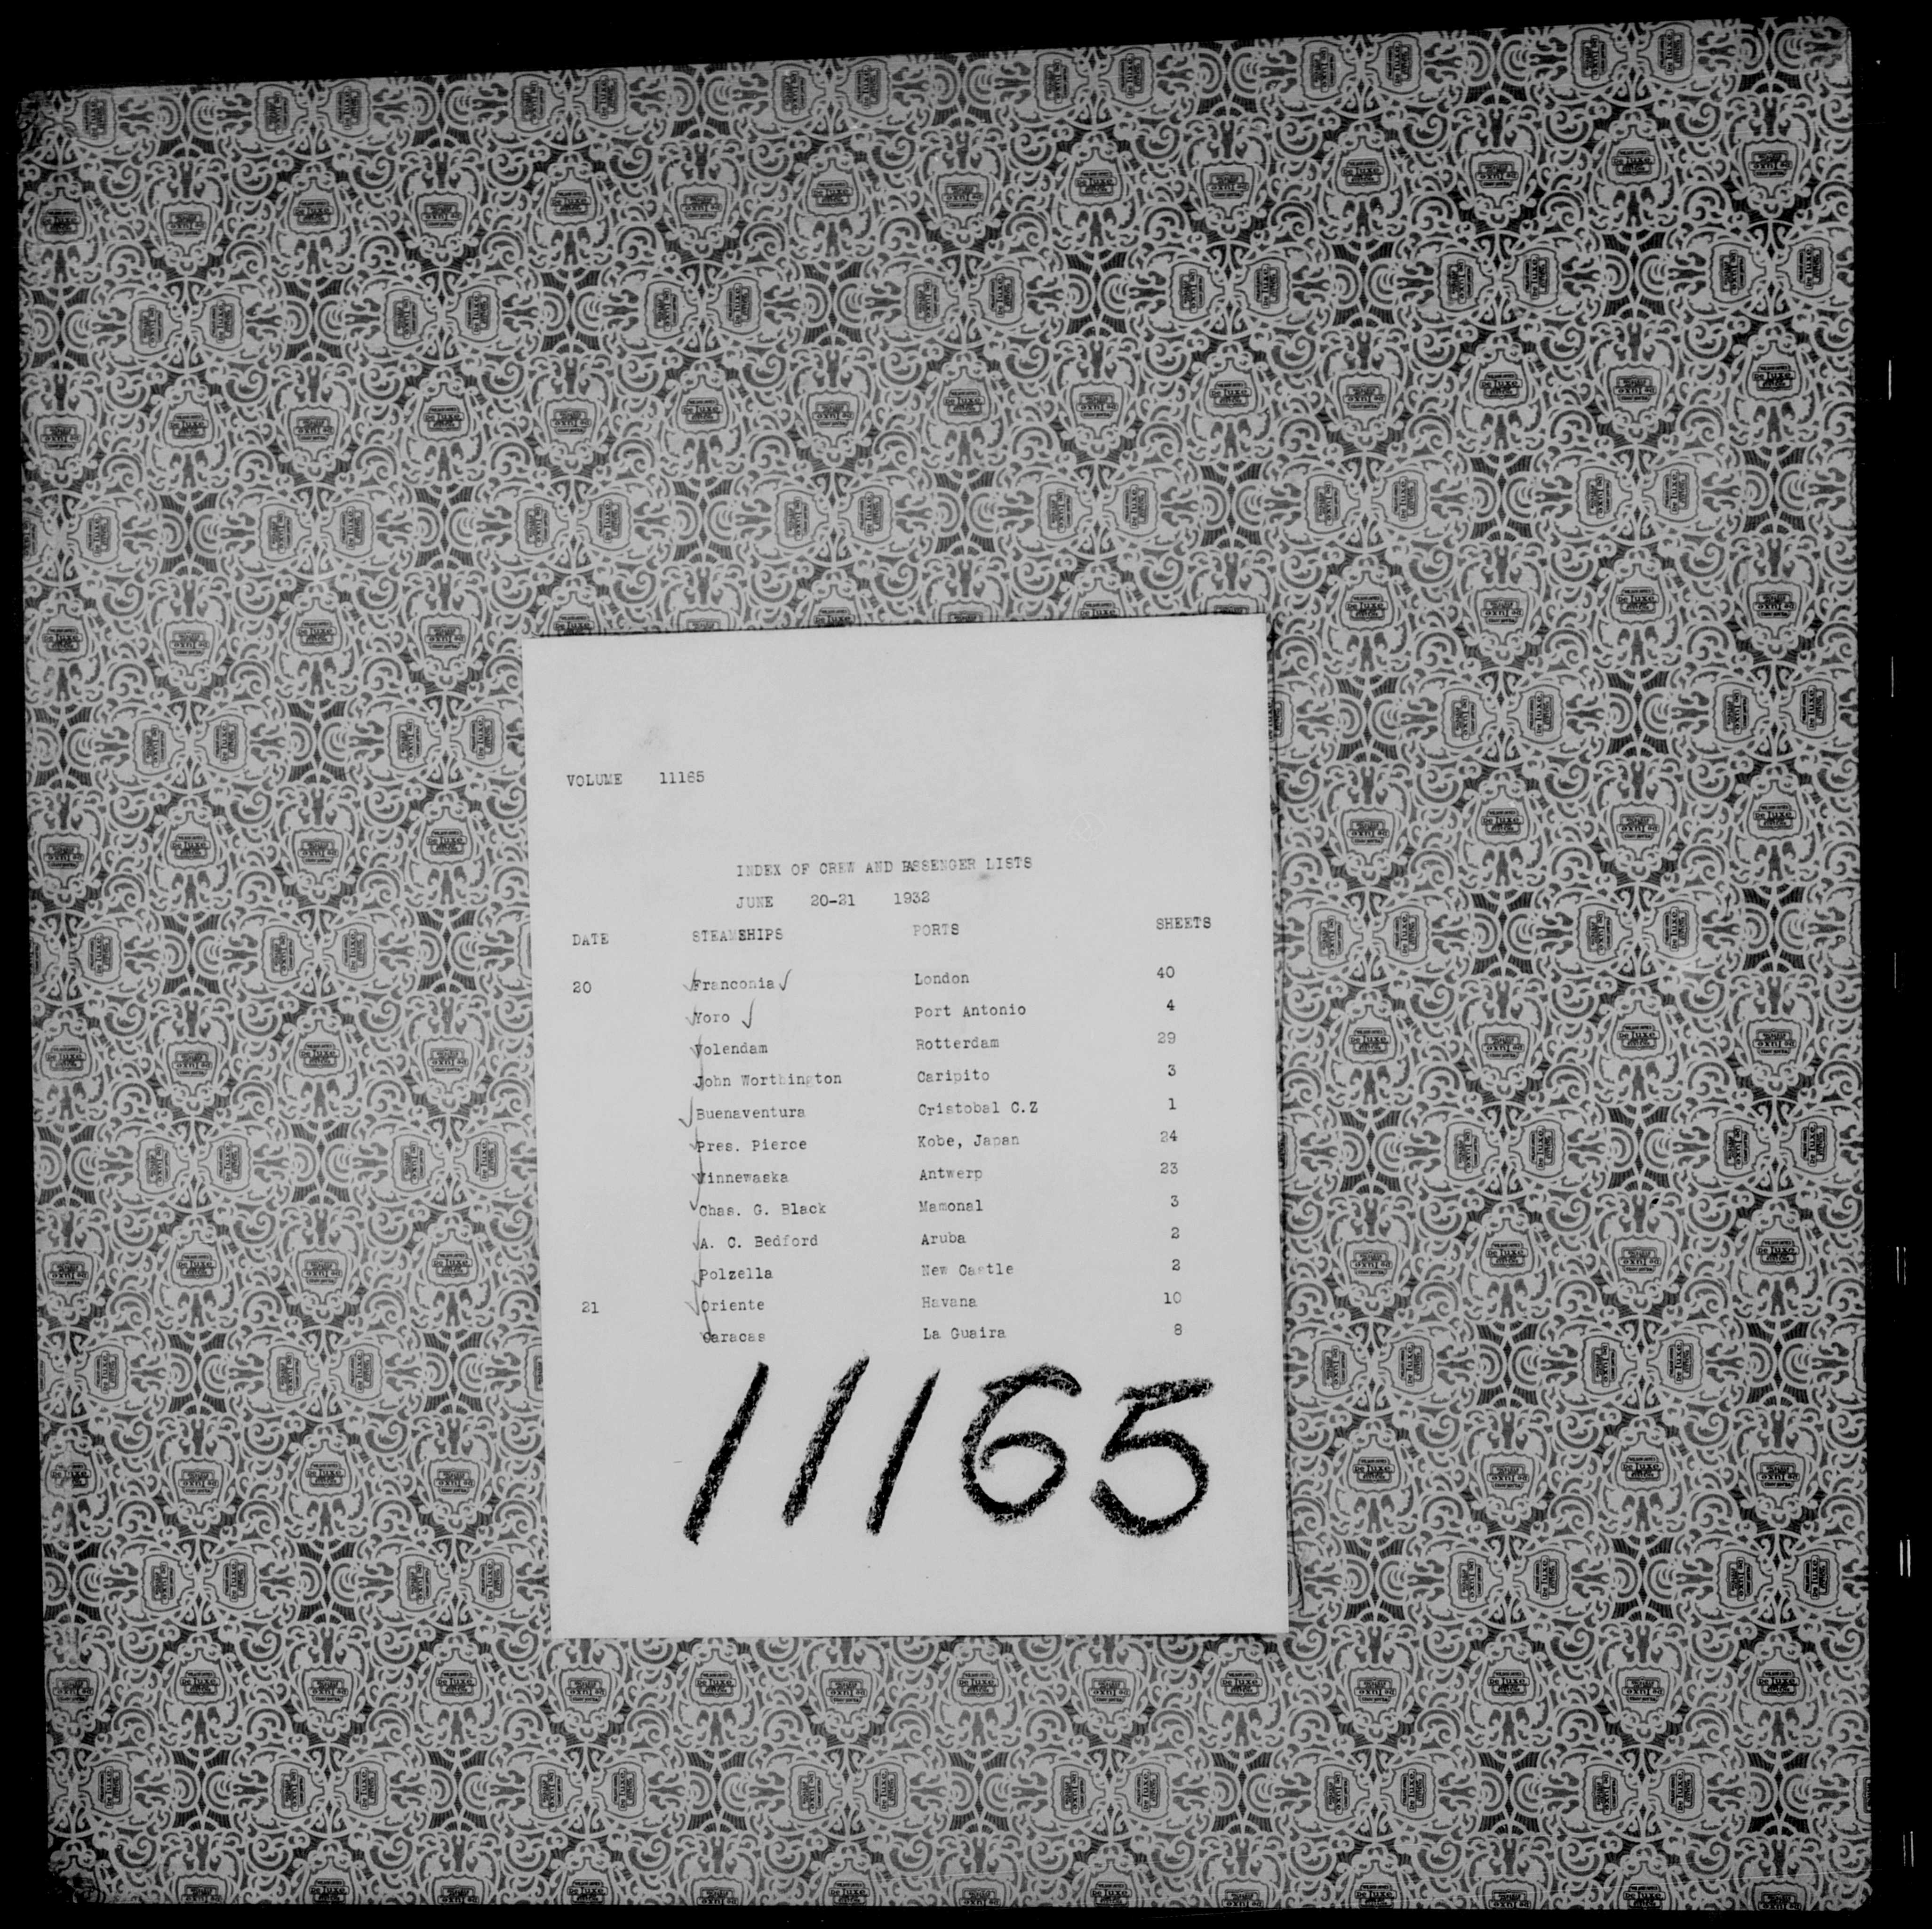 VOLUME 11165
INDEX OF CREW AND PASSENGER LISTS
JUNE 20-21 1932
DATE STEAMSHIPS PORTS SHEETS
20 Franconia London 40
Yoro Port Antonio 4
Volendam Rotterdam 29
John Worthington Caripito 3
Buenaventura Cristobal C.Z 1
Pres. Pierce Kobe, Japan 24
Minnewaska Antwerp 23
Chas. G. Black Mamonal 3
A. C. Bedford Aruba 2
Polzella New Castle 2
21 Oriente Havana 10
Caracas La Guaira 8
11165